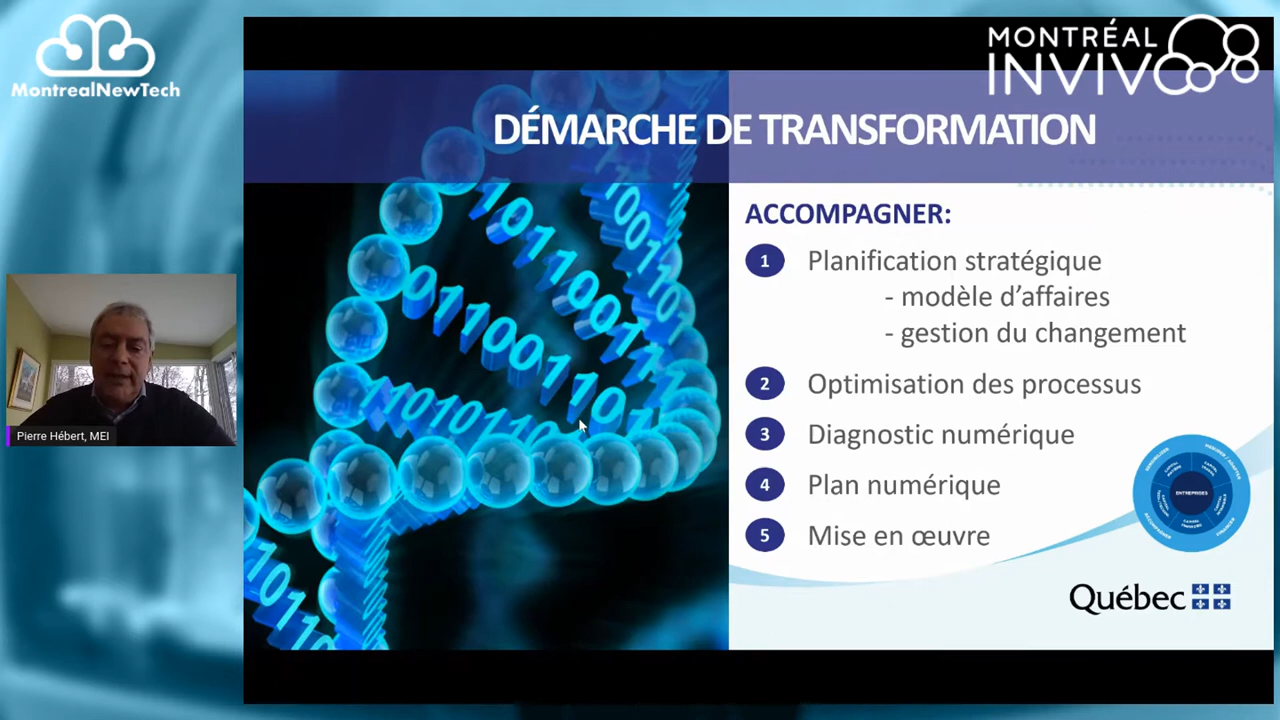 MontrealNewTech
MONTRÉAL
INVIVO
DÉMARCHE DE TRANSFORMATION
ACCOMPAGNER:
1 Planification stratégique
- modèle d’affaires
- gestion du changement
2 Optimisation des processus
3 Diagnostic numérique
4 Plan numérique
5 Mise en œuvre
ENTREPRISES
Québec
Pierre Hébert, MEI